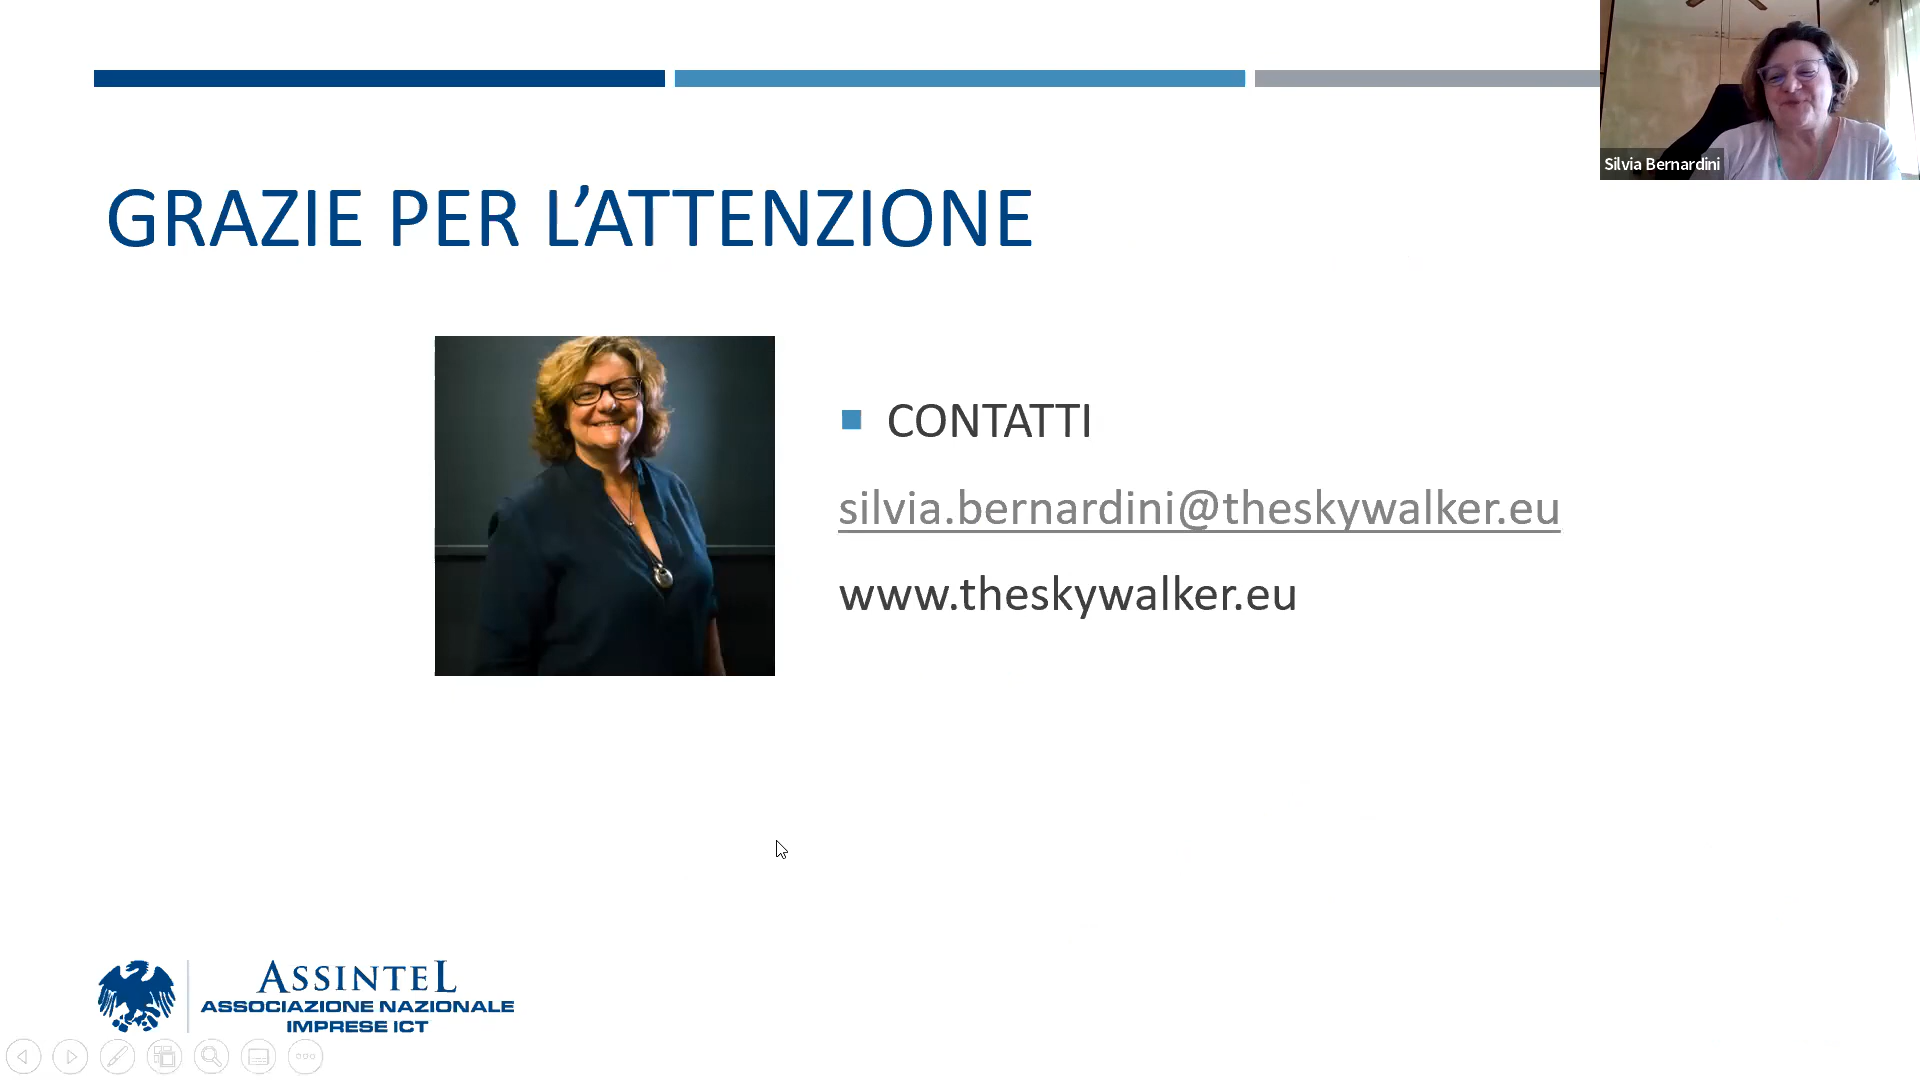 Silvia Bernardini
GRAZIE PER L’ATTENZIONE
CONTATTI
silvia.bernardini@theskywalker.eu
www.theskywalker.eu
ASSINTEL
ASSOCIAZIONE NAZIONALE
IMPRESE ICT